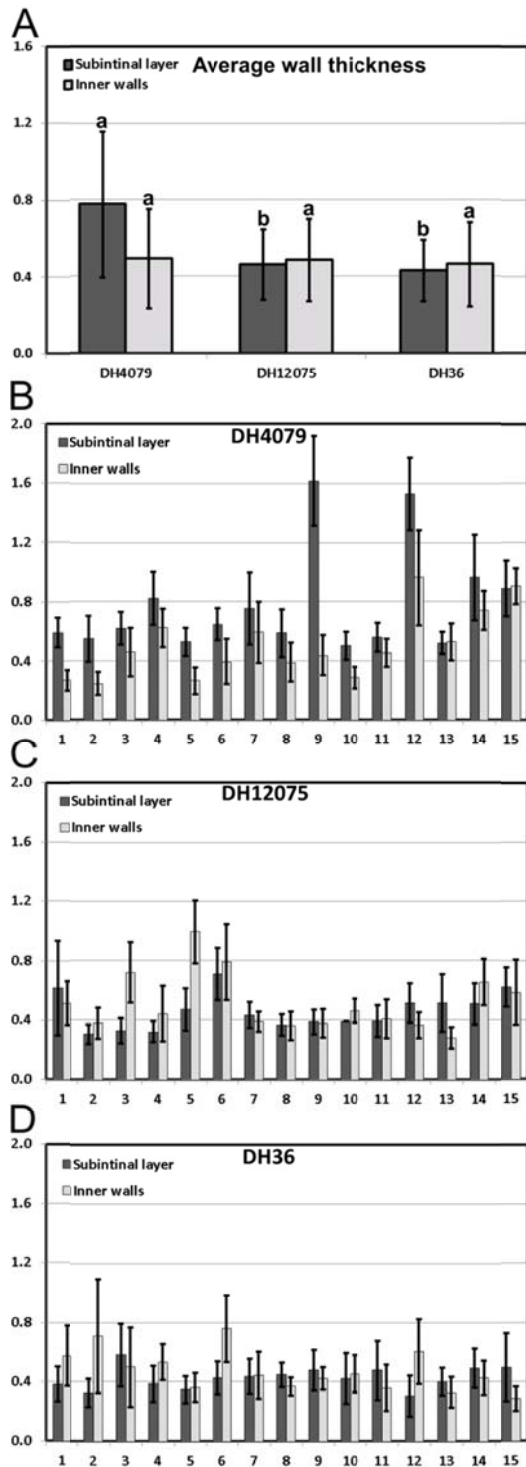 A
1.6
Subintinal layer
Average wall thickness
Inner walls
1.2
a
a
0.8
b
a
b
a
0.4
0.0
DH4079
DH12075
DH36
B
2.0
Subintinal layer
DH4079
Inner walls
1.6
1.2
0.8
0.4
0.0
1 2 3 4 5 6 7 8 9 10 11 12 13 14 15
C
2.0
Subintinal layer
DH12075
Inner walls
1.6
1.2
0.8
0.4
0.0
1 2 3 4 5 6 7 8 9 10 11 12 13 14 15
D
2.0
Subintinal layer
DH36
Inner walls
1.6
1.2
0.8
0.4
0.0
1 2 3 4 5 6 7 8 9 10 11 12 13 14 15